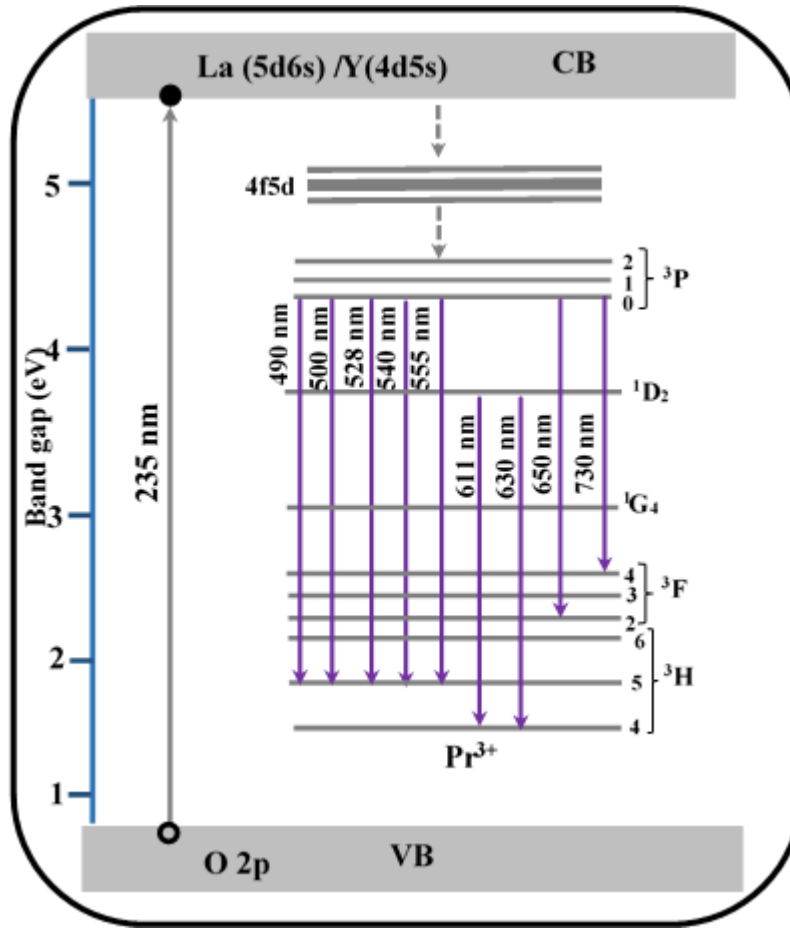 La (5d6s) /Y(4d5s)
CB
Band gap (eV)
5
4
3
2
1
235 nm
4f5d
2
1
0
³P
490 nm
500 nm
528 nm
540 nm
555 nm
¹D₂
611 nm
630 nm
650 nm
730 nm
¹G₄
4
3
2
³F
6
5
4
³H
Pr³⁺
O 2p
VB